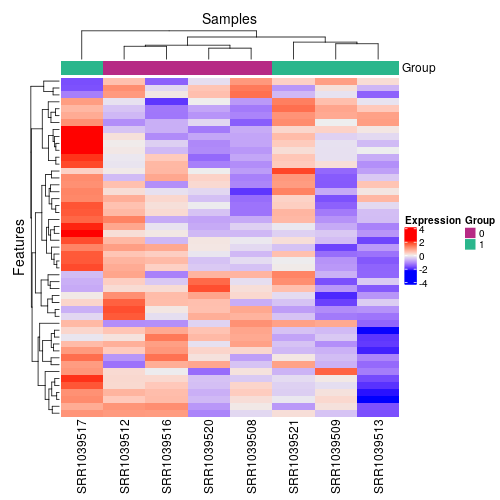 Samples
Group
Features
Expression Group
4 0
2 1
0
-2
-4
SRR1039517
SRR1039512
SRR1039516
SRR1039520
SRR1039508
SRR1039521
SRR1039509
SRR1039513